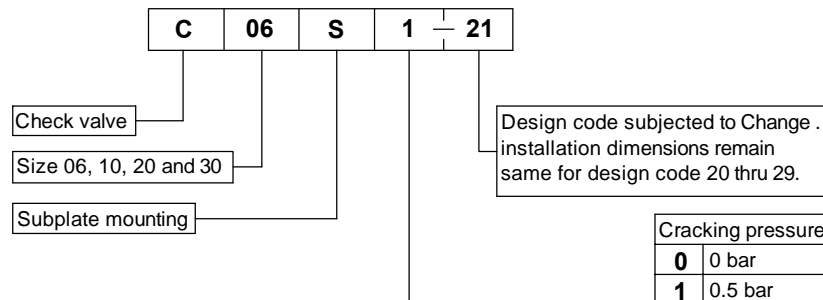 C 06 S 1 — 21
Check valve
Size 06, 10, 20 and 30
Subplate mounting
Design code subjected to Change .
installation dimensions remain
same for design code 20 thru 29.
Cracking pressure
0 0 bar
1 0.5 bar